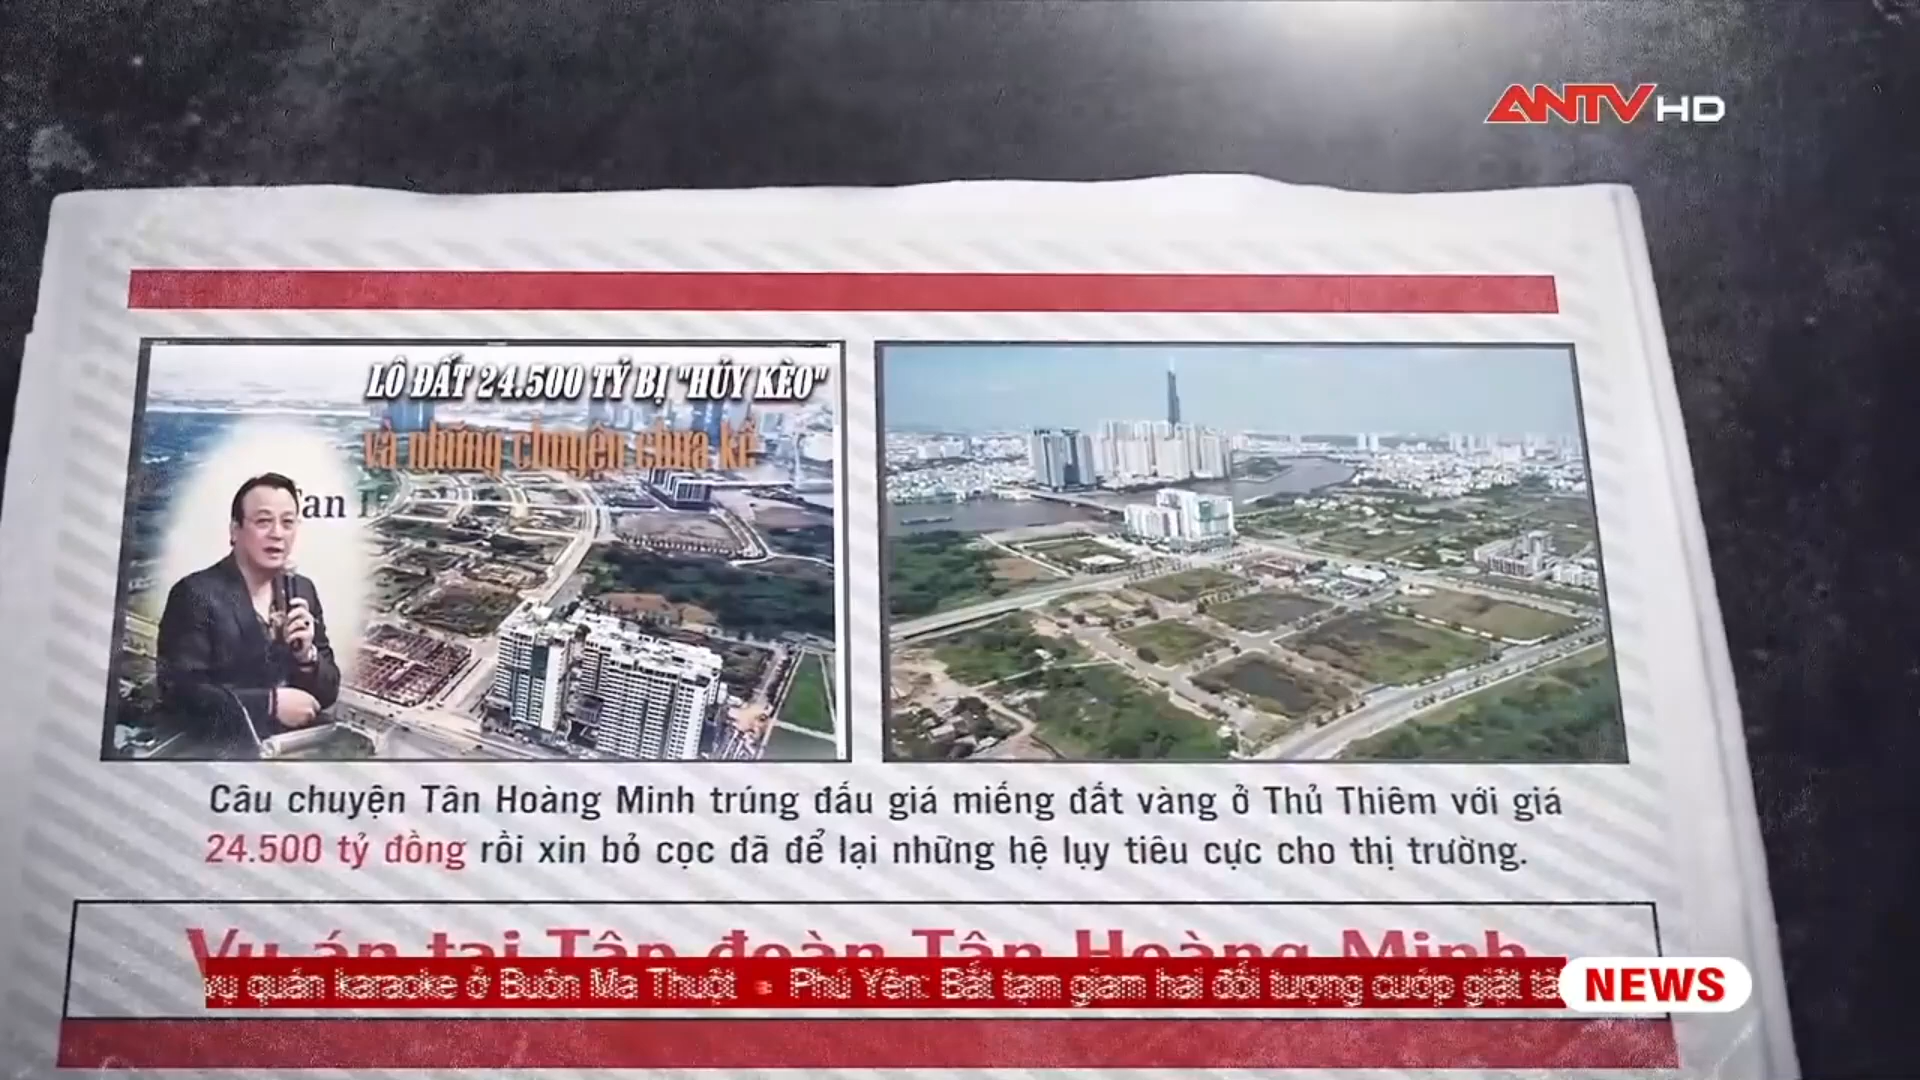 ANTV HD
LÔ ĐẤT 24.500 TỶ BỊ "HỦY KÈO"
và những chuyện chưa kể
Tan
Câu chuyện Tân Hoàng Minh trúng đấu giá miếng đất vàng ở Thủ Thiêm với giá
24.500 tỷ đồng rồi xin bỏ cọc đã để lại những hệ lụy tiêu cực cho thị trường.
Vụ án tại Tập đoàn Tân Hoàng Minh
vụ quán karaoke ở Buôn Ma Thuột • Phú Yên: Bắt tạm giam hai đối tượng cướp giật tà
NEWS